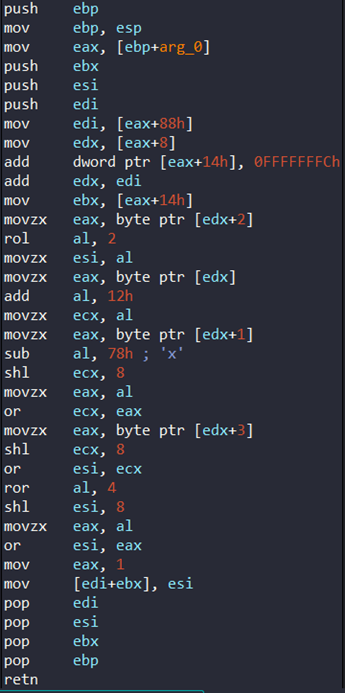 push ebp
mov ebp, esp
mov eax, [ebp+arg_0]
push ebx
push esi
push edi
mov edi, [eax+88h]
mov edx, [eax+8]
add dword ptr [eax+14h], 0FFFFFFFCh
add edx, edi
mov ebx, [eax+14h]
movzx eax, byte ptr [edx+2]
rol al, 2
movzx esi, al
movzx eax, byte ptr [edx]
add al, 12h
movzx ecx, al
movzx eax, byte ptr [edx+1]
sub al, 78h ; 'x'
shl ecx, 8
movzx eax, al
or ecx, eax
movzx eax, byte ptr [edx+3]
shl ecx, 8
or esi, ecx
ror al, 4
shl esi, 8
movzx eax, al
or esi, eax
mov eax, 1
mov [edi+ebx], esi
pop edi
pop esi
pop ebx
pop ebp
retn